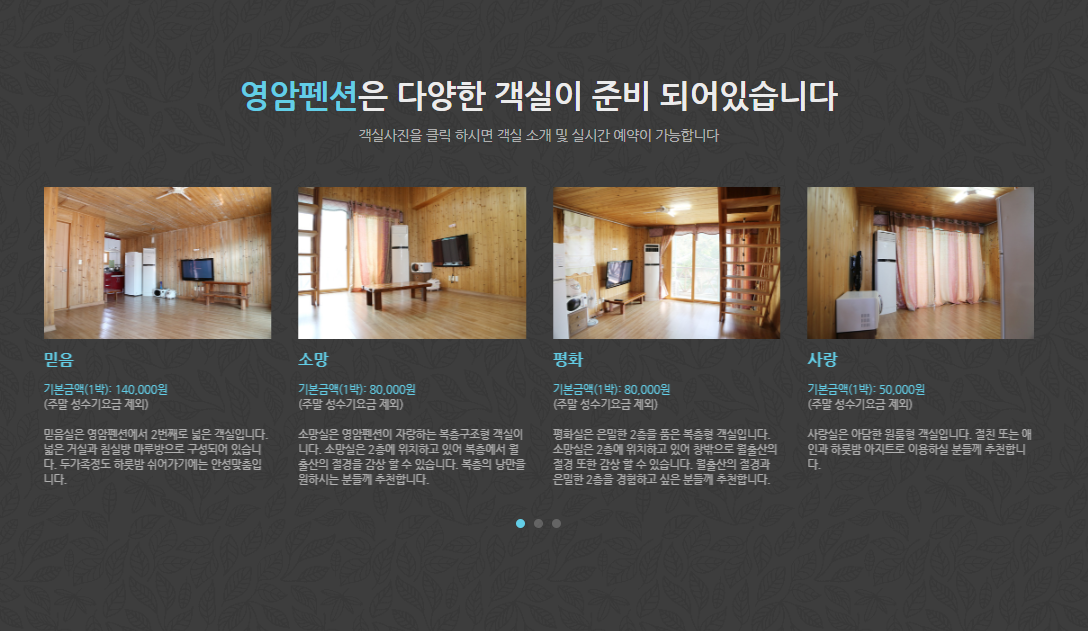 영암펜션은 다양한 객실이 준비 되어있습니다
객실사진을 클릭 하시면 객실 소개 및 실시간 예약이 가능합니다
믿음
기본금액(1박): 140,000원
(주말 성수기요금 제외)
믿음실은 영암펜션에서 2번째로 넓은 객실입니다.
넓은 거실과 침실방 마루방으로 구성되어 있습니
다. 두가족정도 하룻밤 쉬어가기에는 안성맞춤입
니다.
소망
기본금액(1박): 80,000원
(주말 성수기요금 제외)
소망실은 영암펜션이 자랑하는 복층구조형 객실이
니다. 소망실은 2층에 위치하고 있어 복층에서 월
출산의 절경을 감상 할 수 있습니다. 복층의 낭만을
원하시는 분들께 추천합니다.
평화
기본금액(1박): 80,000원
(주말 성수기요금 제외)
평화실은 은밀한 2층을 품은 복층형 객실입니다.
소망실은 2층에 위치하고 있어 창밖으로 월출산의
절경 또한 감상 할 수 있습니다. 월출산의 절경과
은밀한 2층을 경험하고 싶은 분들께 추천합니다.
사랑
기본금액(1박): 50,000원
(주말 성수기요금 제외)
사랑실은 아담한 원룸형 객실입니다. 절친 또는 애
인과 하룻밤 아지트로 이용하실 분들께 추천합니
다.